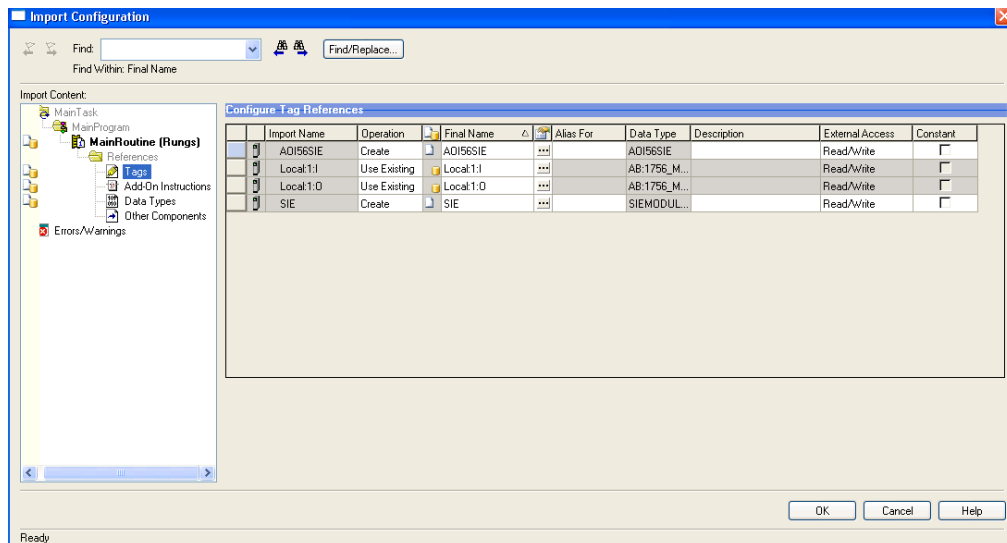 Import Configuration
Find:
Find/Replace...
Find Within: Final Name
Import Content:
MainTask
MainProgram
MainRoutine (Rungs)
References
Tags
Add-On Instructions
Data Types
Other Components
Errors/Warnings
Configure Tag References
Import Name Operation Final Name Alias For Data Type Description External Access Constant
AOI56SIE Create AOI56SIE ... AOI56SIE Read/Write
Local:1:I Use Existing Local:1:I ... AB:1756_M... Read/Write
Local:1:O Use Existing Local:1:O ... AB:1756_M... Read/Write
SIE Create SIE ... SIEMODUL... Read/Write
OK Cancel Help
Ready